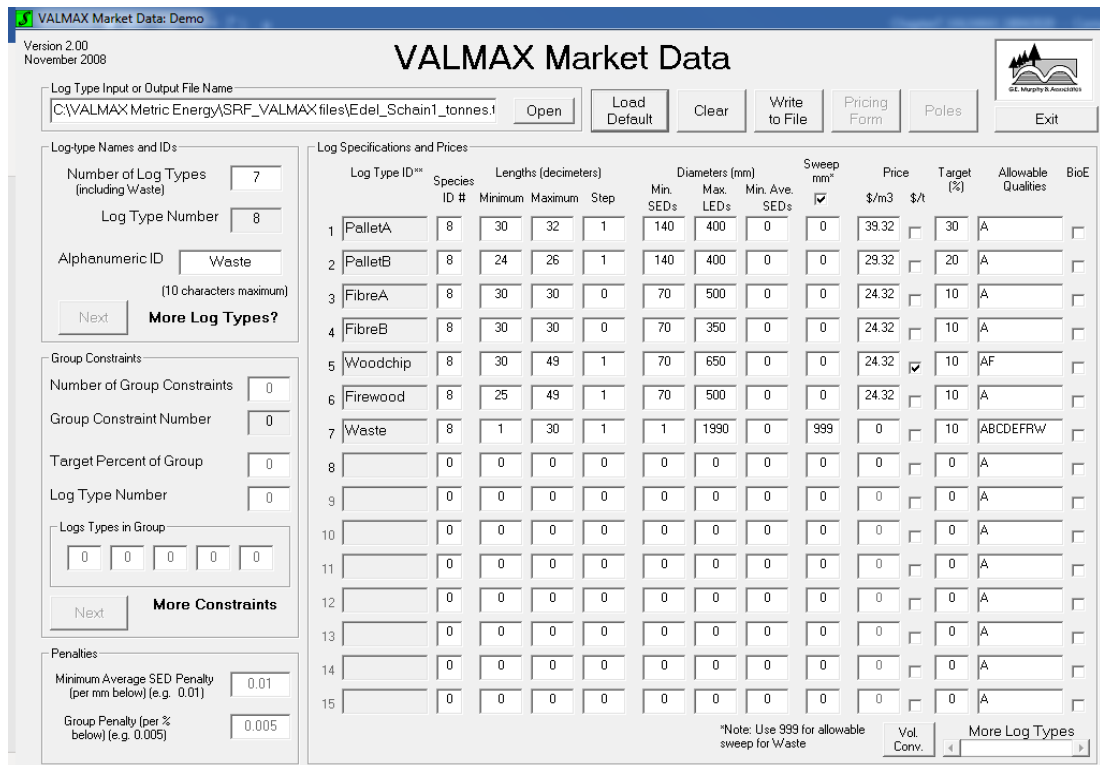 VALMAX Market Data: Demo
Version 2.00
November 2008
VALMAX Market Data
G.E. Murphy & Associates
Log Type Input or Output File Name
C:\VALMAX Metric Energy\SRF_VALMAX files\Edel_Schain1_tonnes.t
Open
Load Default
Clear
Write to File
Pricing Form
Poles
Exit
Log-type Names and IDs
Number of Log Types 7
(including Waste)
Log Type Number 8
Alphanumeric ID Waste
(10 characters maximum)
Next More Log Types?
Group Constraints
Number of Group Constraints 0
Group Constraint Number 0
Target Percent of Group 0
Log Type Number 0
Logs Types in Group
0 0 0 0 0
Next More Constraints
Penalties
Minimum Average SED Penalty
(per mm below) (e.g. 0.01) 0.01
Group Penalty (per %
below) (e.g. 0.005) 0.005
Log Specifications and Prices
Log Type ID** Species ID # Lengths (decimeters) Minimum Maximum Step Diameters (mm) Min. SEDs Max. LEDs Min. Ave. SEDs Sweep mm* Price $/m3 $/t Target (%) Allowable Qualities BioE
1 PalletA 8 30 32 1 140 400 0 0 39.32 30 A
2 PalletB 8 24 26 1 140 400 0 0 29.32 20 A
3 FibreA 8 30 30 0 70 500 0 0 24.32 10 A
4 FibreB 8 30 30 0 70 350 0 0 24.32 10 A
5 Woodchip 8 30 49 1 70 650 0 0 24.32 10 AF
6 Firewood 8 25 49 1 70 500 0 0 24.32 10 A
7 Waste 8 1 30 1 1 1990 0 999 0 10 ABCDEFRW
8 0 0 0 0 0 0 0 0 0 0 A
9 0 0 0 0 0 0 0 0 0 0 A
10 0 0 0 0 0 0 0 0 0 0 A
11 0 0 0 0 0 0 0 0 0 0 A
12 0 0 0 0 0 0 0 0 0 0 A
13 0 0 0 0 0 0 0 0 0 0 A
14 0 0 0 0 0 0 0 0 0 0 A
15 0 0 0 0 0 0 0 0 0 0 A
*Note: Use 999 for allowable
sweep for Waste
Vol. Conv.
More Log Types